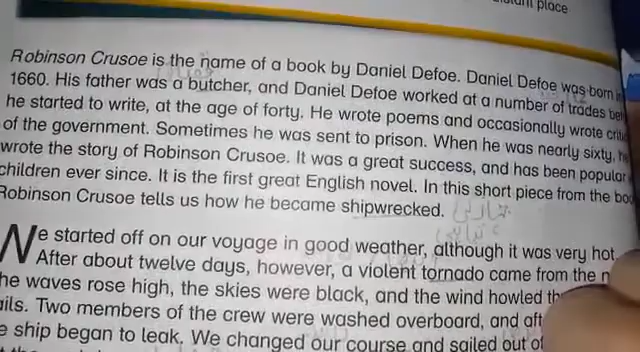 place
Robinson Crusoe is the name of a book by Daniel Defoe. Daniel Defoe was born
1660. His father was a butcher, and Daniel Defoe worked at a number of trades
he started to write, at the age of forty. He wrote poems and occasionally wrote
of the government. Sometimes he was sent to prison. When he was nearly sixty,
wrote the story of Robinson Crusoe. It was a great success, and has been popular
children ever since. It is the first great English novel. In this short piece from the
Robinson Crusoe tells us how he became shipwrecked.
We started off on our voyage in good weather, although it was very hot
After about twelve days, however, a violent tornado came from the
he waves rose high, the skies were black, and the wind howled
ails. Two members of the crew were washed overboard, and
e ship began to leak. We changed our course and sailed out of